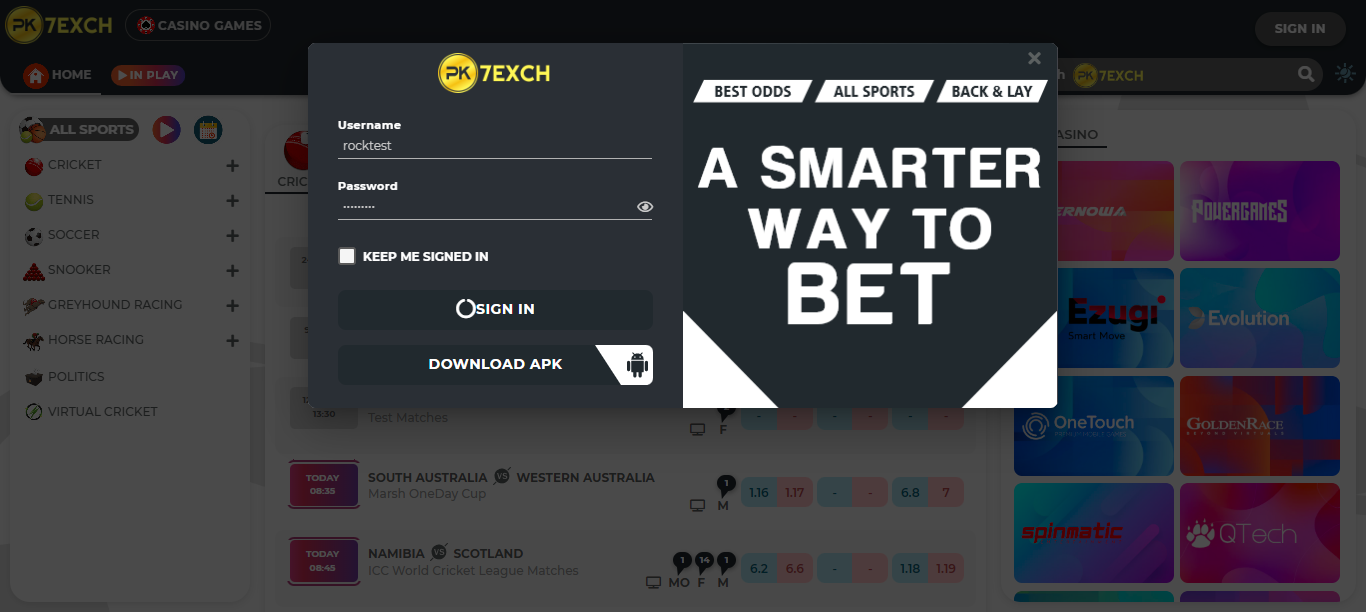 PK 7EXCH
CASINO GAMES
SIGN IN
HOME
IN PLAY
PK 7EXCH
ALL SPORTS
CRICKET
TENNIS
SOCCER
SNOOKER
GREYHOUND RACING
HORSE RACING
POLITICS
VIRTUAL CRICKET
PK 7EXCH
Username
rocktest
Password
·········
KEEP ME SIGNED IN
SIGN IN
DOWNLOAD APK
BEST ODDS ALL SPORTS BACK & LAY
A SMARTER
WAY TO
BET
13:30
Test Matches
F
- - - - - -
TODAY
08:35
SOUTH AUSTRALIA VS WESTERN AUSTRALIA
Marsh OneDay Cup
1
M
1.16 1.17 - - 6.8 7
TODAY
08:45
NAMIBIA VS SCOTLAND
ICC World Cricket League Matches
1 14 1
MO F M
6.2 6.6 - - 1.18 1.19
POWERGAMES
Ezugi
Smart Move
Evolution
OneTouch
GOLDENRACE
BEYOND VIRTUALS
spinmatic
QTech